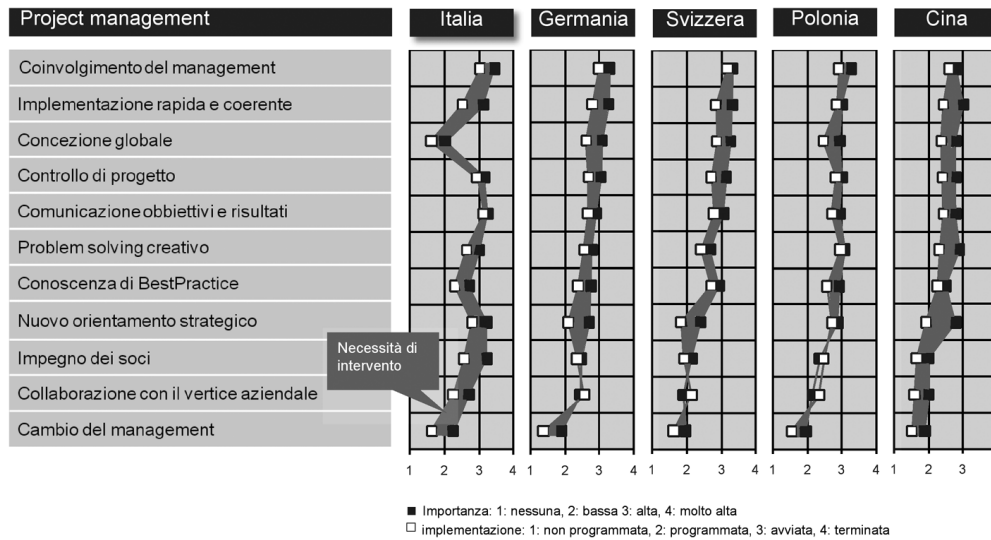 Project management Italia Germania Svizzera Polonia Cina
Coinvolgimento del management
Implementazione rapida e coerente
Concezione globale
Controllo di progetto
Comunicazione obbiettivi e risultati
Problem solving creativo
Conoscenza di BestPractice
Nuovo orientamento strategico
Necessità di
intervento
Impegno dei soci
Collaborazione con il vertice aziendale
Cambio del management
1 2 3 4 1 2 3 4 1 2 3 4 1 2 3 4 1 2 3
Importanza: 1: nessuna, 2: bassa 3: alta, 4: molto alta
implementazione: 1: non programmata, 2: programmata, 3: avviata, 4: terminata